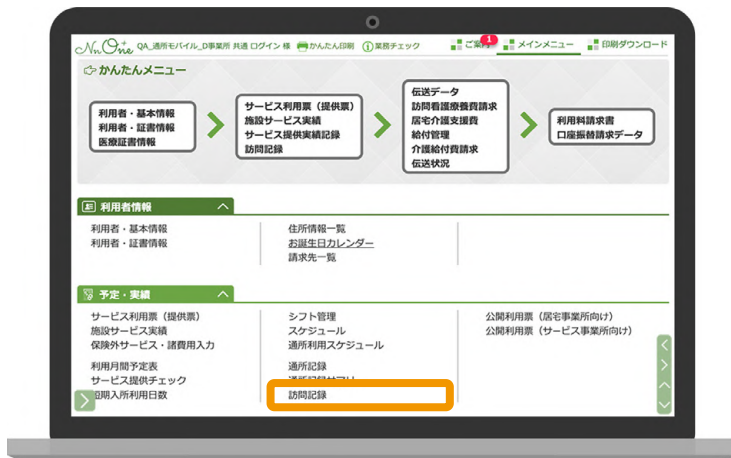 NnOne QA_通所モバイル_D事業所 共通 ログイン 様 かんたん印刷 業務チェック ご案内 1 メインメニュー 印刷ダウンロード
かんたんメニュー
利用者・基本情報
利用者・証書情報
医療証書情報
サービス利用票（提供票）
施設サービス実績
サービス提供実績記録
訪問記録
伝送データ
訪問看護療養費請求
居宅介護支援費
給付管理
介護給付費請求
伝送状況
利用料請求書
口座振替請求データ
利用者情報
利用者・基本情報
利用者・証書情報
住所情報一覧
お誕生日カレンダー
請求先一覧
予定・実績
サービス利用票（提供票）
施設サービス実績
保険外サービス・諸費用入力
利用月間予定表
サービス提供チェック
短期入所利用日数
シフト管理
スケジュール
通所利用スケジュール
通所記録
通所記録サマリ
訪問記録
公開利用票（居宅事業所向け）
公開利用票（サービス事業所向け）